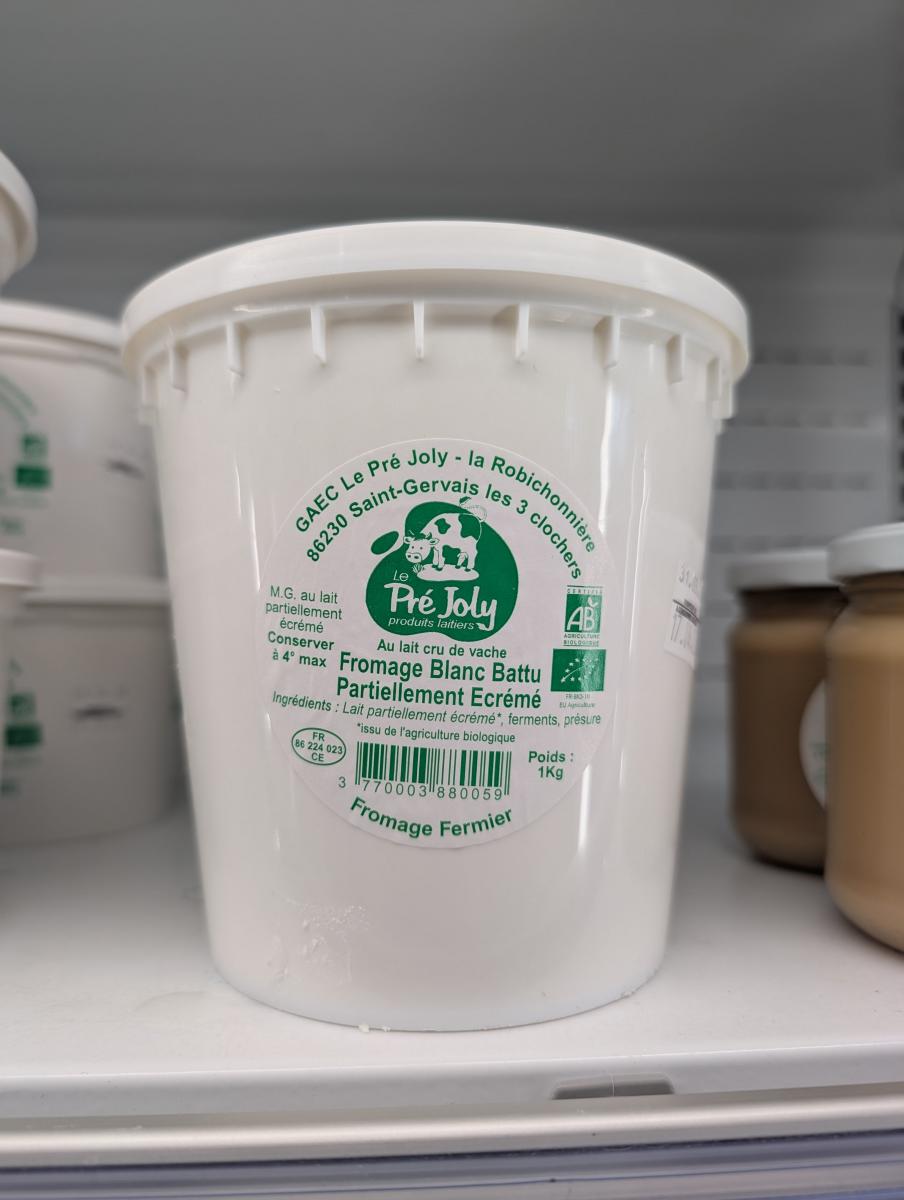 GAEC Le Pré Joly - la Robichonnière
86230 Saint-Gervais les 3 clochers
Le
Pré Joly
produits laitiers
M.G. au lait
partiellement
écrémé
Conserver
à 4° max
CERTIFIÉ
AB
AGRICULTURE
BIOLOGIQUE
EU Agriculture
Au lait cru de vache
Fromage Blanc Battu
Partiellement Ecrémé
Ingrédients : Lait partiellement écrémé*, ferments, présure
*issu de l'agriculture biologique
FR
86 224 023
CE
3 770003 880059
Poids :
1Kg
Fromage Fermier